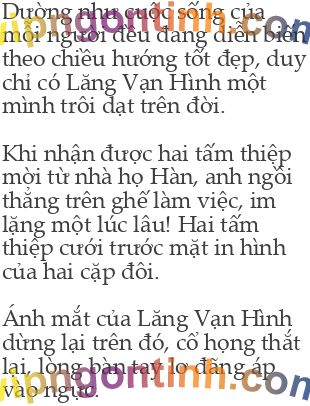 Dường như cuộc sống của
mỗi người đều đang diễn biến
theo chiều hướng tốt đẹp, duy
chỉ có Lăng Vạn Hình một
mình trôi dạt trên đời.
Khi nhận được hai tấm thiệp
mời từ nhà họ Hàn, anh ngồi
thẳng trên ghế làm việc, im
lặng một lúc lâu! Hai tấm
thiệp cưới trước mặt in hình
của hai cặp đôi.
Ánh mắt của Lăng Vạn Hình
dừng lại trên đó, cổ họng thắt
lại, lòng bàn tay lơ đãng áp
vào ngực.
vipngontinh.com
vipngontinh.com